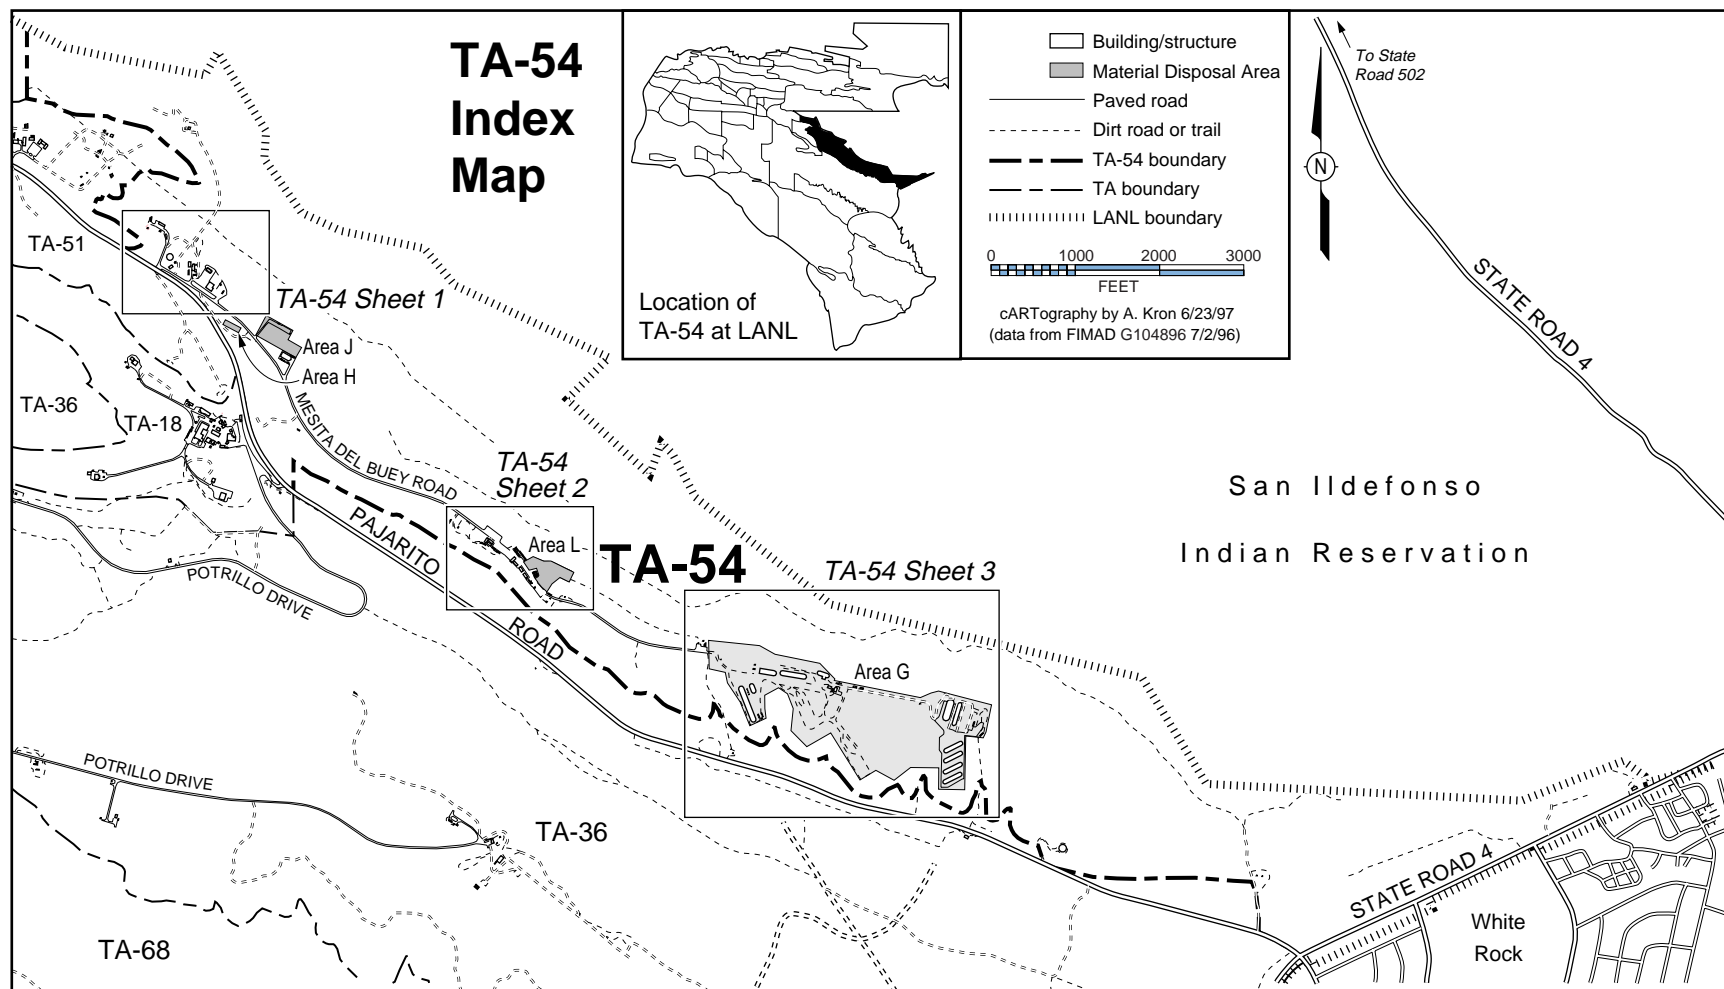 TA-54
Index
Map
Location of
TA-54 at LANL
Building/structure
Material Disposal Area
Paved road
Dirt road or trail
TA-54 boundary
TA boundary
LANL boundary
0 1000 2000 3000
FEET
cARTography by A. Kron 6/23/97
(data from FIMAD G104896 7/2/96)
To State
Road 502
N
STATE ROAD 4
TA-51
TA-54 Sheet 1
Area J
Area H
TA-36
TA-18
MESITA DEL BUEY ROAD
TA-54
Sheet 2
San Ildefonso
Indian Reservation
PAJARITO
ROAD
Area L
TA-54
TA-54 Sheet 3
POTRILLO DRIVE
Area G
POTRILLO DRIVE
TA-36
STATE ROAD 4
White
Rock
TA-68